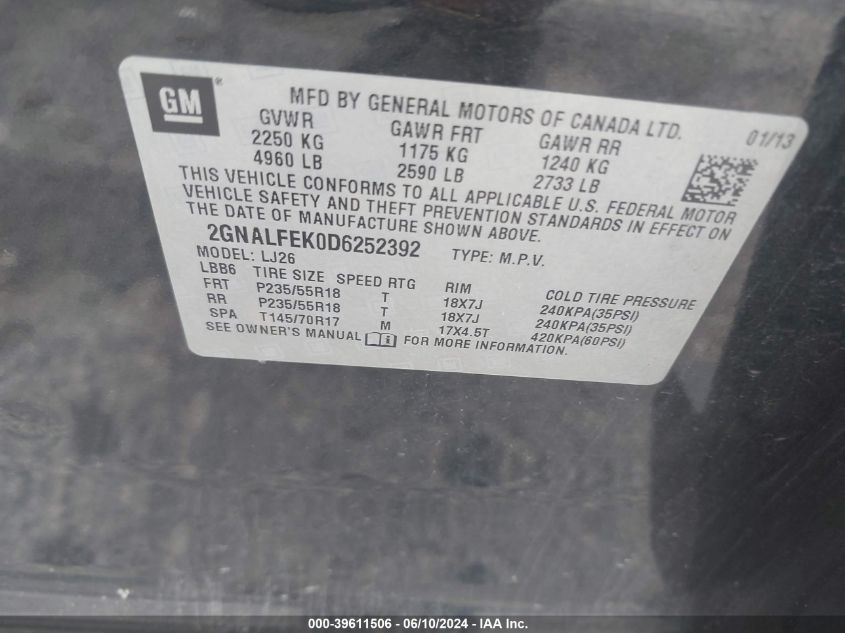 GM ®
MFD BY GENERAL MOTORS OF CANADA LTD.
01/13
GVWR GAWR FRT GAWR RR
2250 KG 1175 KG 1240 KG
4960 LB 2590 LB 2733 LB
THIS VEHICLE CONFORMS TO ALL APPLICABLE U.S. FEDERAL MOTOR
VEHICLE SAFETY AND THEFT PREVENTION STANDARDS IN EFFECT ON
THE DATE OF MANUFACTURE SHOWN ABOVE.
2GNALFEK0D6252392 TYPE: M.P.V.
MODEL: LJ26
LBB6 TIRE SIZE SPEED RTG RIM COLD TIRE PRESSURE
FRT P235/55R18 T 18X7J 240KPA(35PSI)
RR P235/55R18 T 18X7J 240KPA(35PSI)
SPA T145/70R17 M 17X4.5T 420KPA(60PSI)
SEE OWNER'S MANUAL FOR MORE INFORMATION.
000-39611506 - 06/10/2024 - IAA Inc.